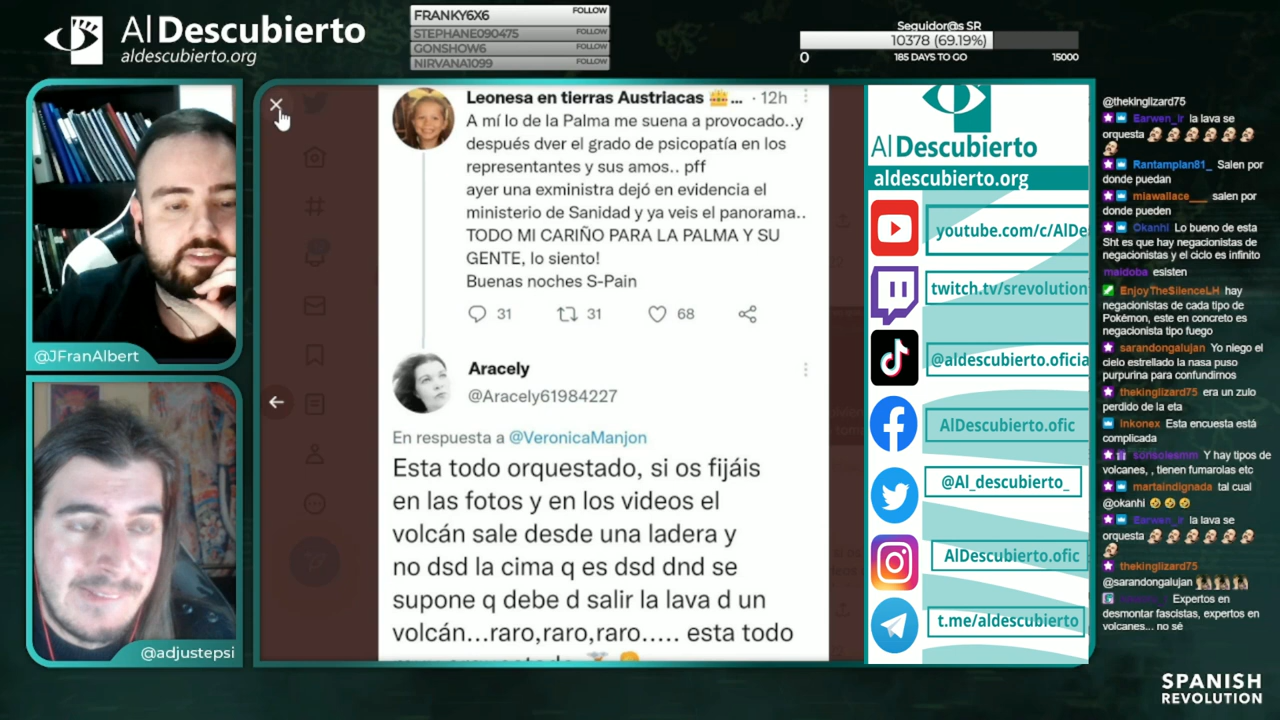 Al Descubierto
aldescubierto.org
FRANKY6X6 FOLLOW
STEPHANE090475 FOLLOW
GONSHOW6 FOLLOW
NIRVANA1099 FOLLOW
Seguidor@s SR
10378 (69.19%)
0 185 DAYS TO GO 15000
@JFranAlbert
@adjustepsi
Leonesa en tierras Austriacas 👑... · 12h
A mí lo de la Palma me suena a provocado..y
después dver el grado de psicopatía en los
representantes y sus amos.. pff
ayer una exministra dejó en evidencia el
ministerio de Sanidad y ya veis el panorama..
TODO MI CARIÑO PARA LA PALMA Y SU
GENTE, lo siento!
Buenas noches S-Pain
31 31 68
Aracely
@Aracely61984227
En respuesta a @VeronicaManjon
Esta todo orquestado, si os fijáis
en las fotos y en los videos el
volcán sale desde una ladera y
no dsd la cima q es dsd dnd se
supone q debe d salir la lava d un
volcán...raro,raro,raro..... esta todo
Al Descubierto
aldescubierto.org
youtube.com/c/AlDe
twitch.tv/srevolution
@aldescubierto.oficia
AlDescubierto.ofic
@Al_descubierto_
AlDescubierto.ofic
t.me/aldescubierto
@thekinglizard75
Earwen_ir la lava se
orquesta
Rantamplan81_ Salen por
donde puedan
miawallace___ salen por
donde pueden
Okanhi Lo bueno de esta
Sht es que hay negacionistas de
negacionistas y el ciclo es infinito
maldoba esisten
EnjoyTheSilenceLH hay
negacionistas de cada tipo de
Pokémon, este en concreto es
negacionista tipo fuego
sarandongalujan Yo niego el
cielo estrellado la nasa puso
purpurina para confundirnos
thekinglizard75 era un zulo
perdido de la eta
Inkonex Esta encuesta está
complicada
sorisolesmm Y hay tipos de
volcanes, , tienen fumarolas etc
martaindignada tal cual
@okanhi 🤣🤣🤣
Earwen_ir la lava se
orquesta
thekinglizard75
@sarandongalujan
Expertos en
desmontar fascistas, expertos en
volcanes... no sé
SPANISH
REVOLUTION